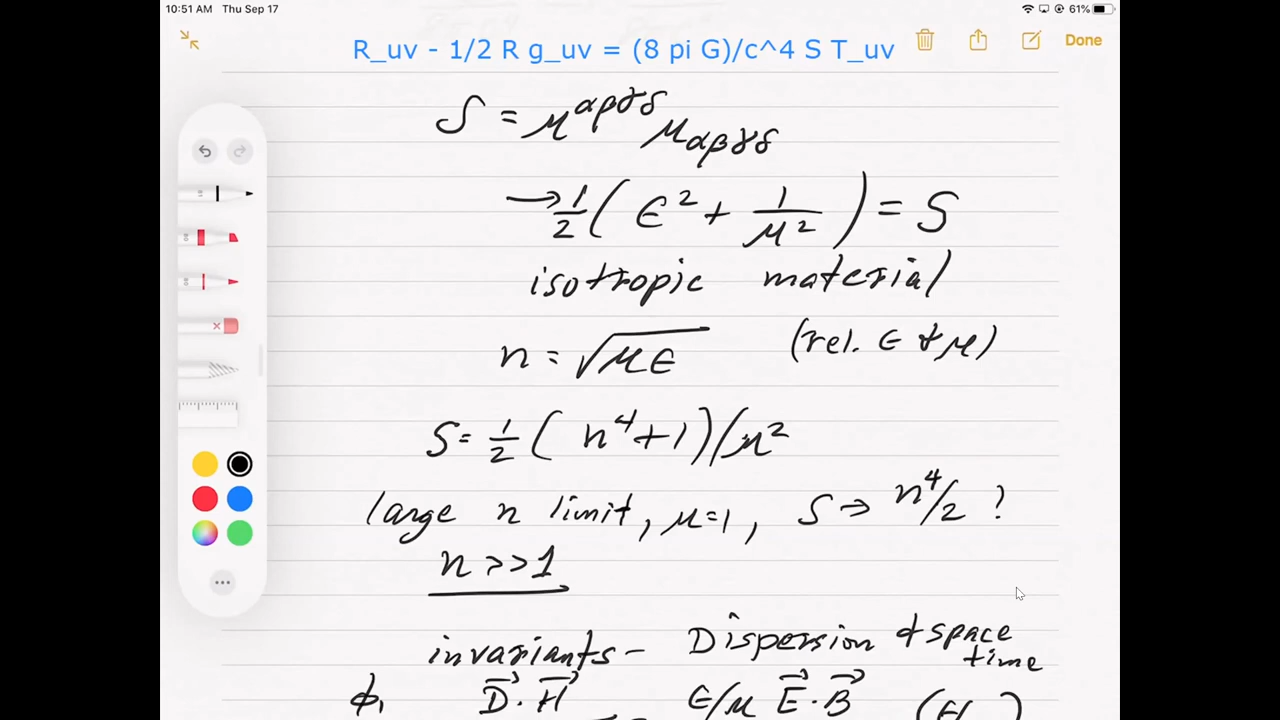 10:51 AM Thu Sep 17
61%
R_uv - 1/2 R g_uv = (8 pi G)/c^4 S T_uv
Done
S = μ^{αβγδ} μ_{αβγδ}
→ 1/2 ( ϵ² + 1/μ² ) = S
isotropic material
n = √με (rel. ϵ & μ)
S = 1/2 ( n⁴ + 1)/μ²
large n limit, μ=1, S ⇒ n⁴/2 ?
n >> 1
invariants – Dispersion & space
time
D⃗ · H⃗ ϵ/μ E⃗ · B⃗